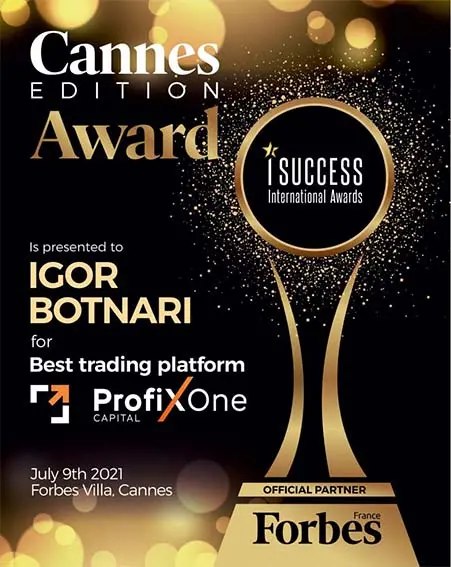 Cannes
EDITION
Award
i SUCCESS
International Awards
Is presented to
IGOR
BOTNARI
for
Best trading platform
ProfiXOne
CAPITAL
July 9th 2021
Forbes Villa, Cannes
OFFICIAL PARTNER
France
Forbes